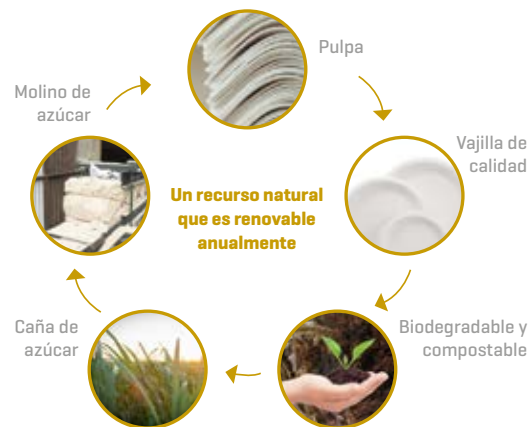 Pulpa
Molino de
azúcar
Vajilla de
calidad
Un recurso natural
que es renovable
anualmente
Caña de
azúcar
Biodegradable y
compostable